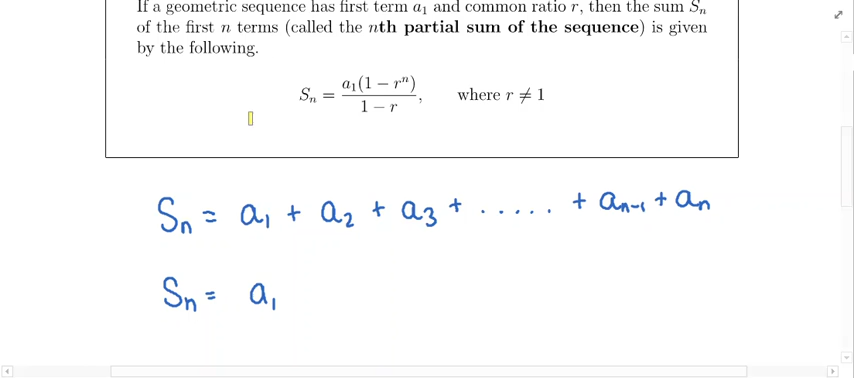 If a geometric sequence has first term a₁ and common ratio r, then the sum Sₙ
of the first n terms (called the nth partial sum of the sequence) is given
by the following.
Sₙ = a₁(1 − rⁿ) / 1 − r, where r ≠ 1
Sₙ = a₁ + a₂ + a₃ + ..... + aₙ₋₁ + aₙ
Sₙ = a₁